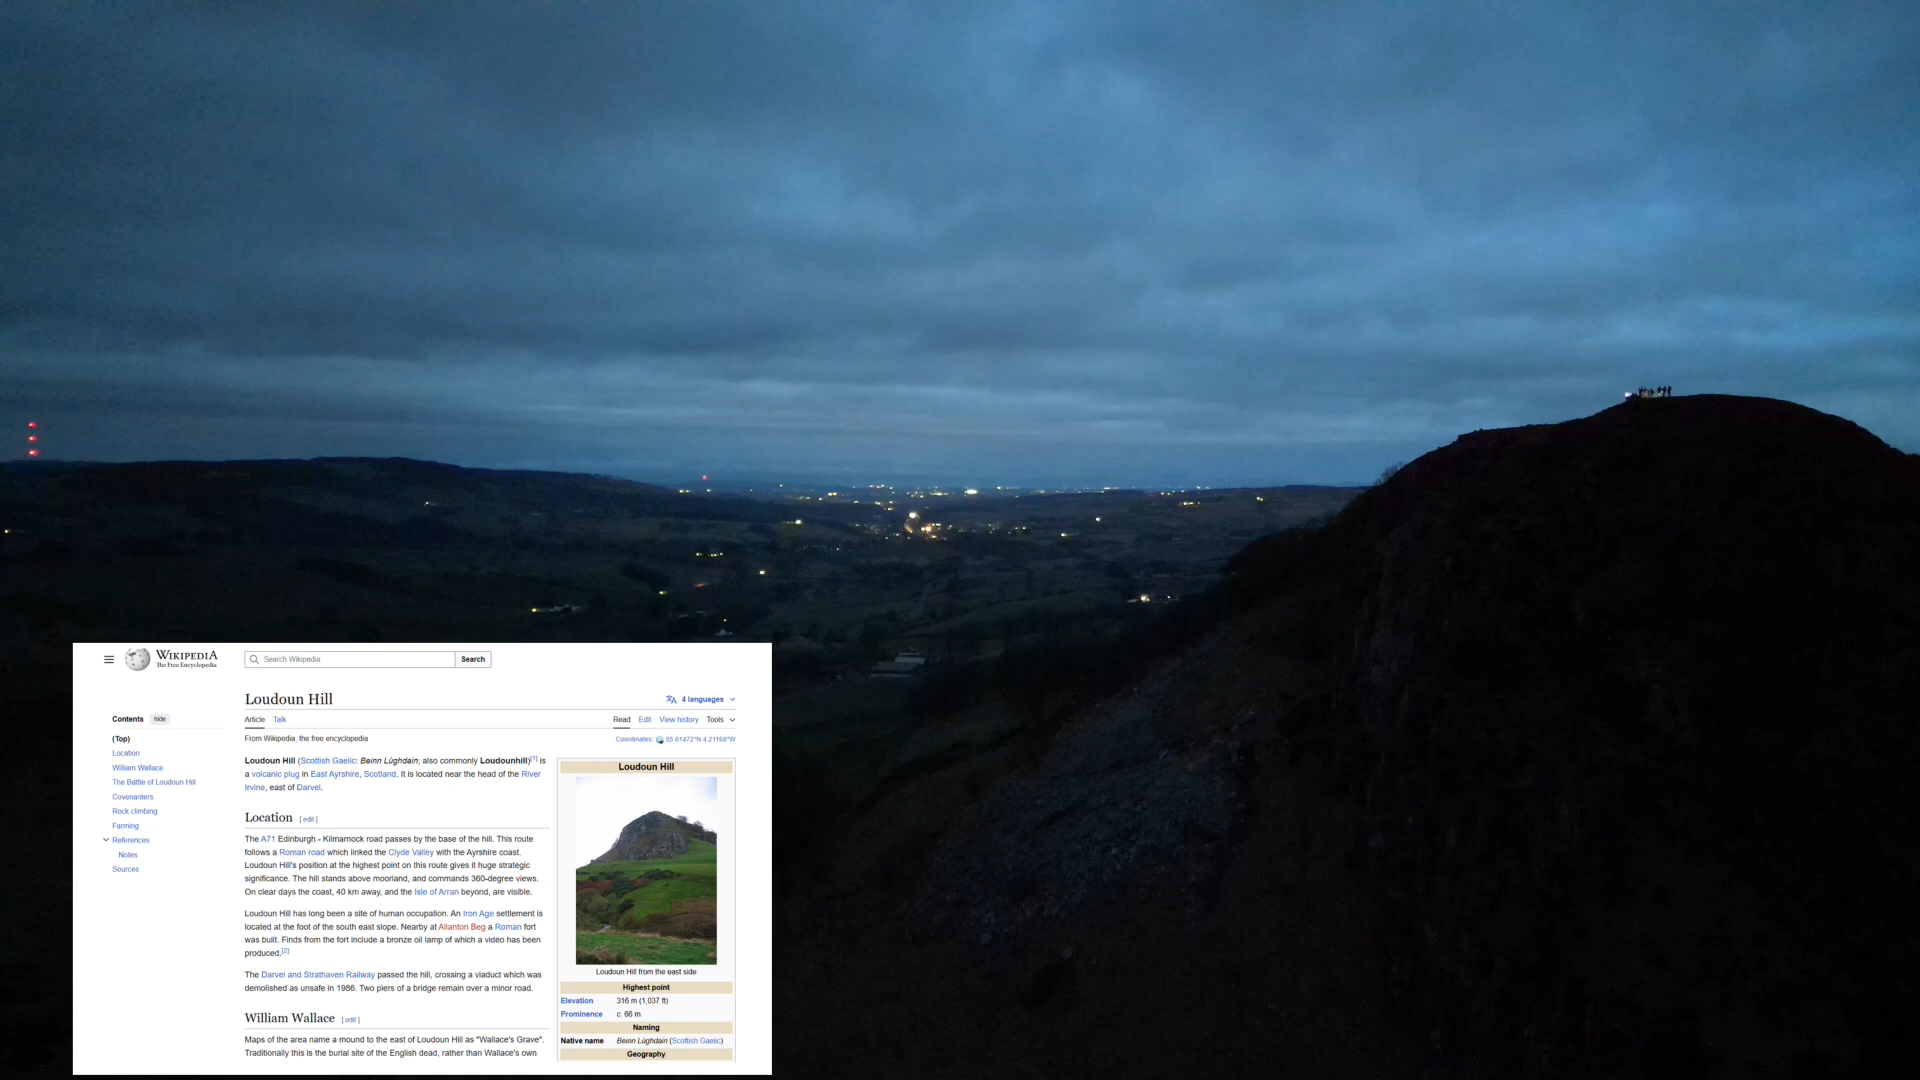 WIKIPEDIA
The Free Encyclopedia
Search Wikipedia
Search
Contents hide
(Top)
Location
William Wallace
The Battle of Loudoun Hill
Covenanters
Rock climbing
Farming
References
Notes
Sources
Loudoun Hill
4 languages
Article Talk
Read Edit View history Tools
From Wikipedia, the free encyclopedia
Coordinates: 55.61472°N 4.21168°W
Loudoun Hill (Scottish Gaelic: Beinn Lùghdain; also commonly Loudounhill)[1] is
a volcanic plug in East Ayrshire, Scotland. It is located near the head of the River
Irvine, east of Darvel.
Location [ edit ]
The A71 Edinburgh - Kilmarnock road passes by the base of the hill. This route
follows a Roman road which linked the Clyde Valley with the Ayrshire coast.
Loudoun Hill's position at the highest point on this route gives it huge strategic
significance. The hill stands above moorland, and commands 360-degree views.
On clear days the coast, 40 km away, and the Isle of Arran beyond, are visible.
Loudoun Hill has long been a site of human occupation. An Iron Age settlement is
located at the foot of the south east slope. Nearby at Allanton Beg a Roman fort
was built. Finds from the fort include a bronze oil lamp of which a video has been
produced.[2]
The Darvel and Strathaven Railway passed the hill, crossing a viaduct which was
demolished as unsafe in 1986. Two piers of a bridge remain over a minor road.
William Wallace [ edit ]
Maps of the area name a mound to the east of Loudoun Hill as "Wallace's Grave".
Traditionally this is the burial site of the English dead, rather than Wallace's own
Loudoun Hill
Loudoun Hill from the east side
Highest point
Elevation 316 m (1,037 ft)
Prominence c. 66 m
Naming
Native name Beinn Lùghdain (Scottish Gaelic)
Geography